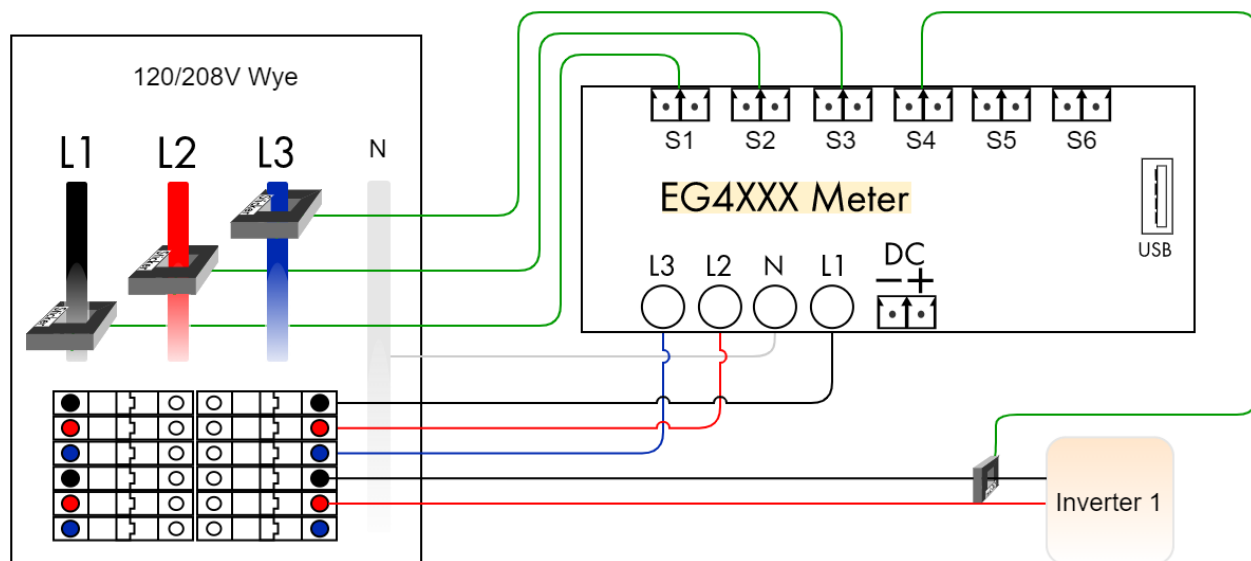 120/208V Wye
L1 L2 L3 N
S1 S2 S3 S4 S5 S6
EG4XXX Meter
USB
L3 L2 N L1 DC
− +
Inverter 1